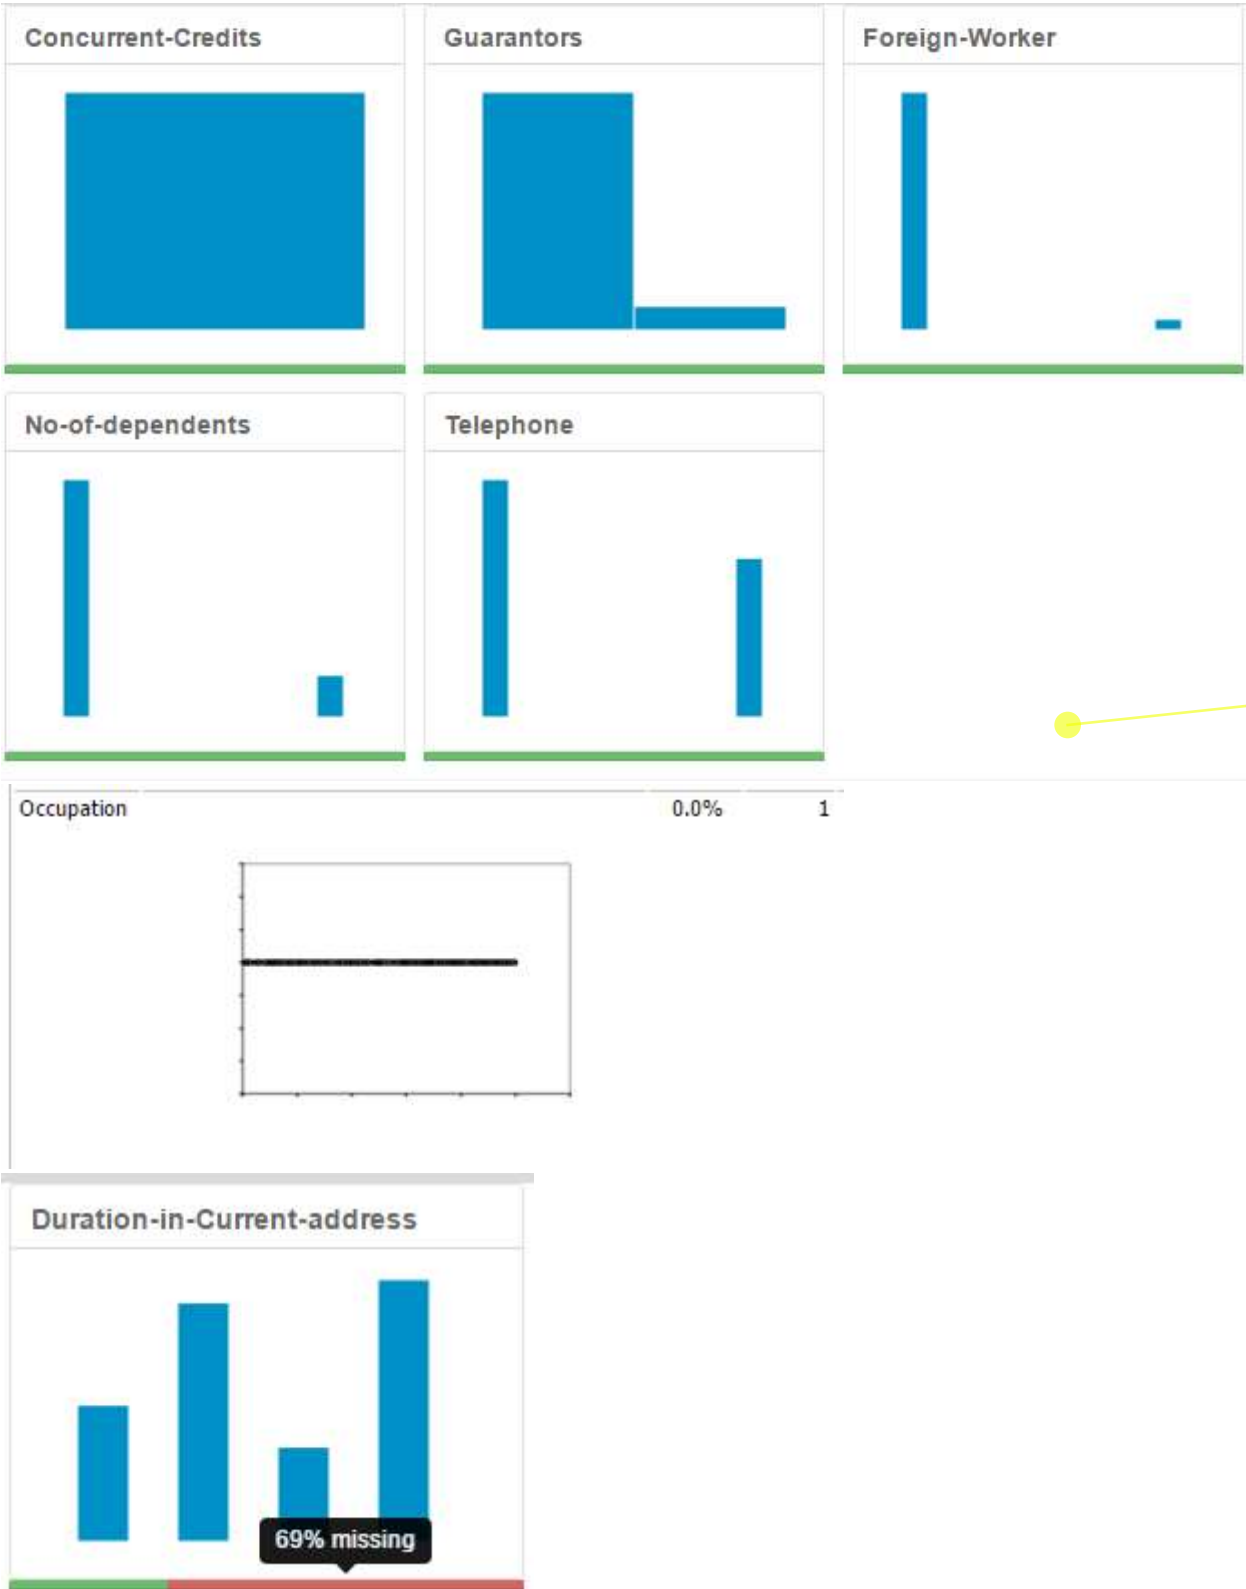 Concurrent-Credits
Guarantors
Foreign-Worker
No-of-dependents
Telephone
Occupation 0.0% 1
Duration-in-Current-address
69% missing